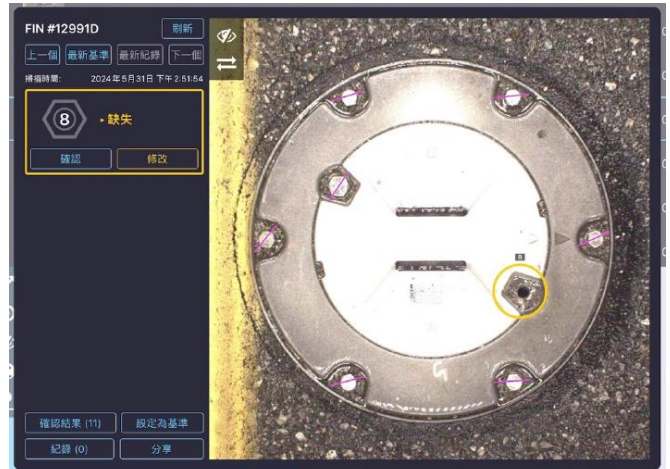 FIN #12991D
刷新
上一個
最新基準
最新紀錄
下一個
掃描時間: 2024年5月31日 下午2:51:54
8
缺失
確認
修改
8
G
確認結果 (11)
設定為基準
紀錄 (0)
分享